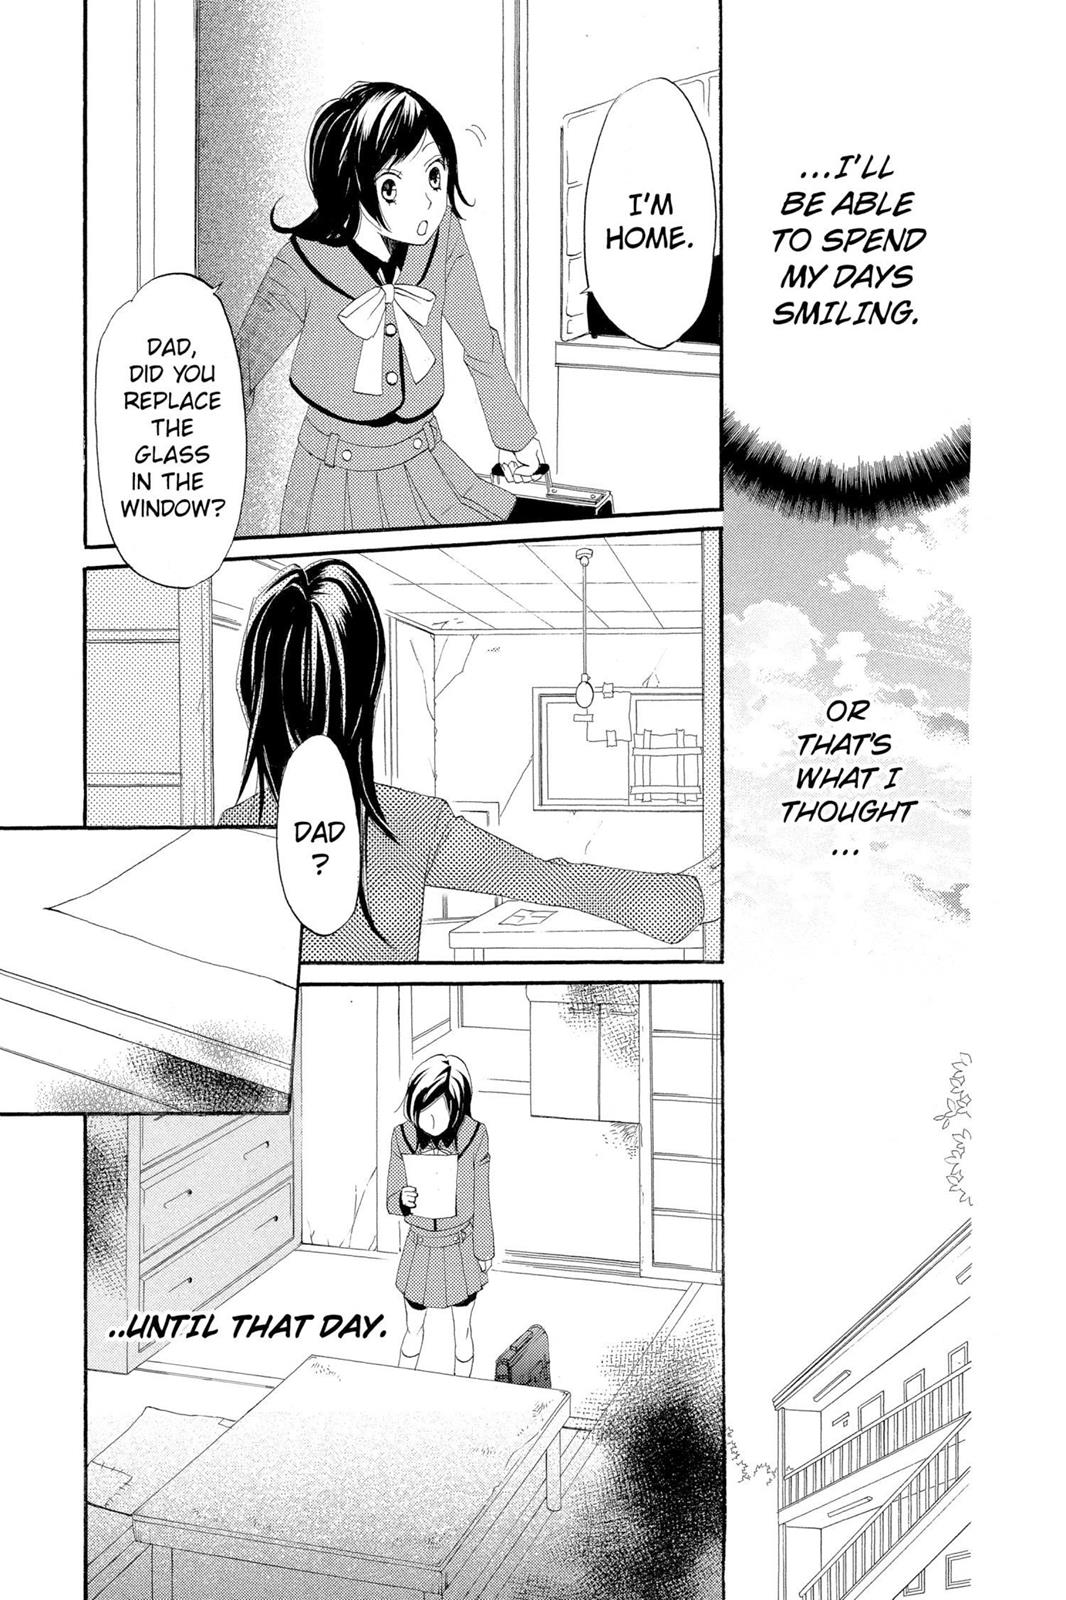 ...I'LL
BE ABLE
TO SPEND
MY DAYS
SMILING.
OR
THAT'S
WHAT I
THOUGHT
...
I'M
HOME.
DAD,
DID YOU
REPLACE
THE
GLASS
IN THE
WINDOW?
DAD
?
..UNTIL THAT DAY.